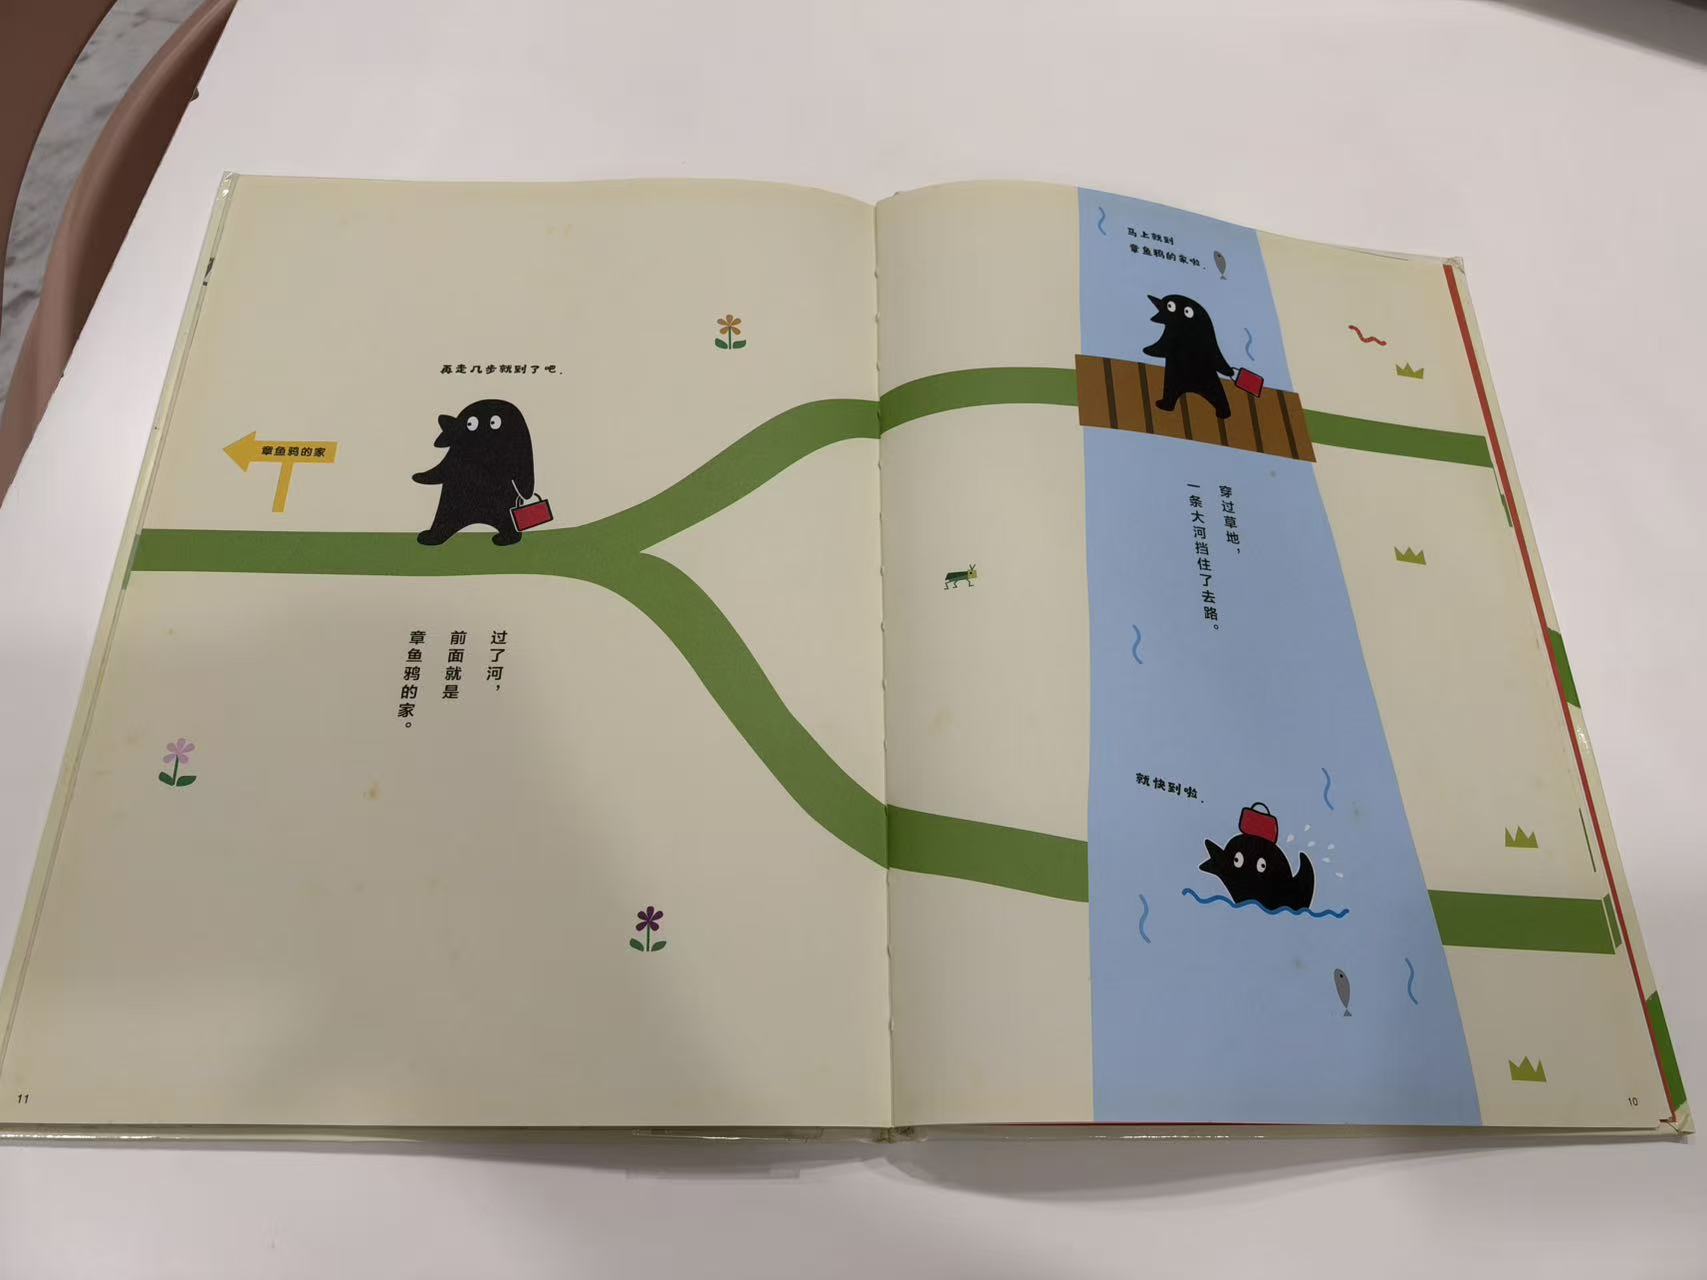 马上就到
章鱼鸦的家啦.
穿过草地，
一条大河挡住了去路。
就快到啦.
10
再走几步就到了吧.
章鱼鸦的家
过了河，
前面就是
章鱼鸦的家。
11